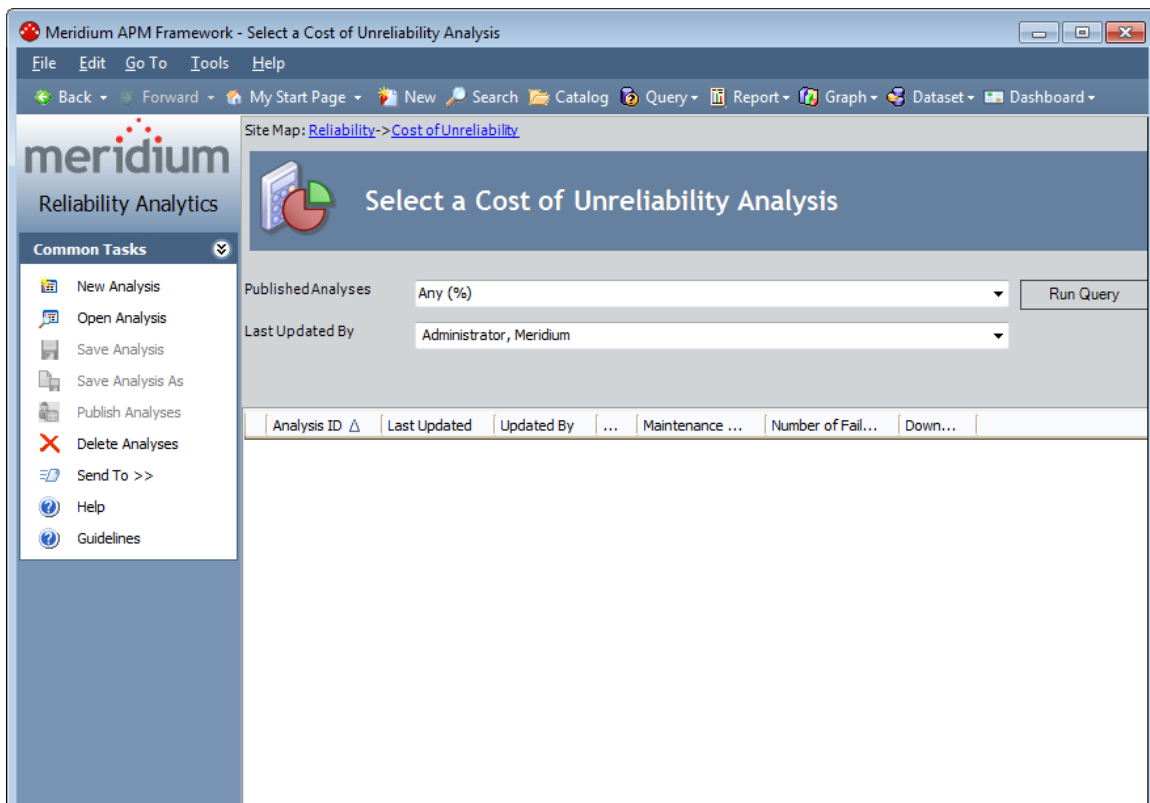 Meridium APM Framework - Select a Cost of Unreliability Analysis
File Edit Go To Tools Help
Back Forward My Start Page New Search Catalog Query Report Graph Dataset Dashboard
meridium
Reliability Analytics
Common Tasks
New Analysis
Open Analysis
Save Analysis
Save Analysis As
Publish Analyses
Delete Analyses
Send To >>
Help
Guidelines
Site Map: Reliability->Cost of Unreliability
Select a Cost of Unreliability Analysis
Published Analyses Any (%) Run Query
Last Updated By Administrator, Meridium
Analysis ID Last Updated Updated By ... Maintenance ... Number of Fail... Down...